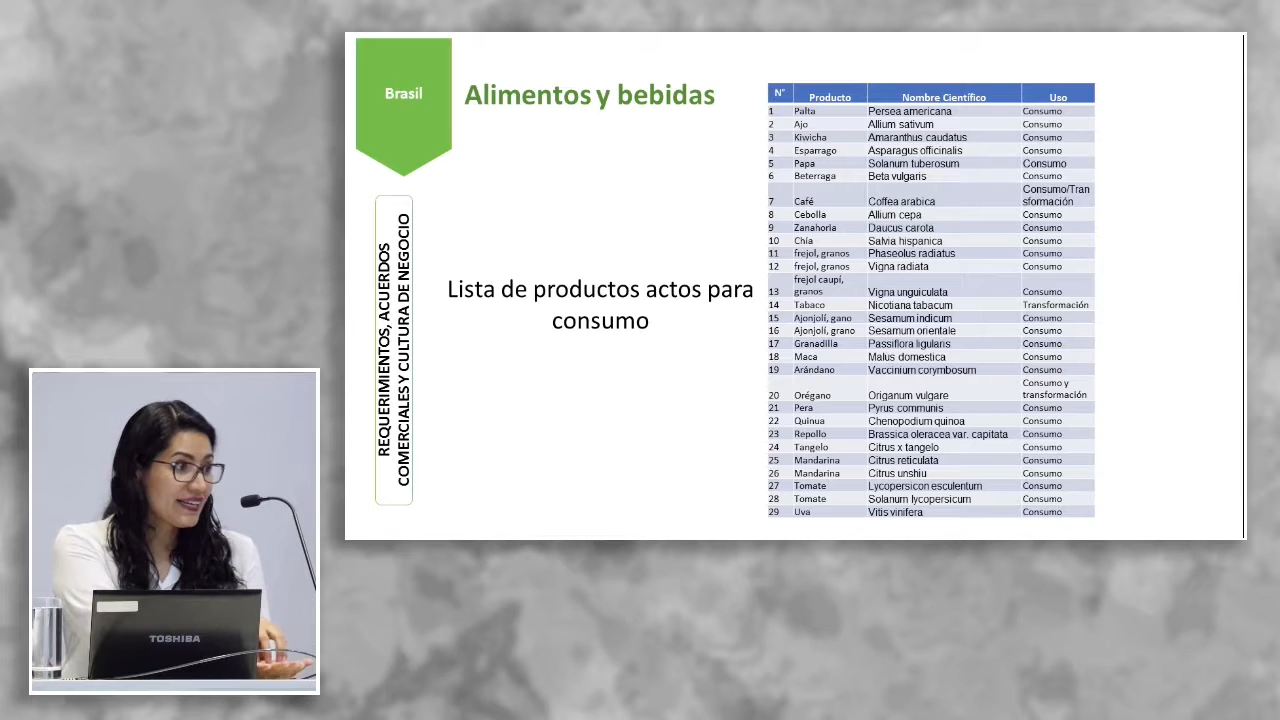 Brasil
Alimentos y bebidas
REQUERIMIENTOS, ACUERDOS
COMERCIALES Y CULTURA DE NEGOCIO
Lista de productos actos para
consumo
N° Producto Nombre Científico Uso
1 Palta Persea americana Consumo
2 Ajo Allium sativum Consumo
3 Kiwicha Amaranthus caudatus Consumo
4 Esparrago Asparagus officinalis Consumo
5 Papa Solanum tuberosum Consumo
6 Beterraga Beta vulgaris Consumo
Consumo/Tran
7 Café Coffea arabica sformación
8 Cebolla Allium cepa Consumo
9 Zanahoria Daucus carota Consumo
10 Chía Salvia hispanica Consumo
11 frejol, granos Phaseolus radiatus Consumo
12 frejol, granos Vigna radiata Consumo
frejol caupí,
13 granos Vigna unguiculata Consumo
14 Tabaco Nicotiana tabacum Transformación
15 Ajonjolí, gano Sesamum indicum Consumo
16 Ajonjolí, grano Sesamum orientale Consumo
17 Granadilla Passiflora ligularis Consumo
18 Maca Malus domestica Consumo
19 Arándano Vaccinium corymbosum Consumo
Consumo y
20 Orégano Origanum vulgare transformación
21 Pera Pyrus communis Consumo
22 Quinua Chenopodium quinoa Consumo
23 Repollo Brassica oleracea var. capitata Consumo
24 Tangelo Citrus x tangelo Consumo
25 Mandarina Citrus reticulata Consumo
26 Mandarina Citrus unshiu Consumo
27 Tomate Lycopersicon esculentum Consumo
28 Tomate Solanum lycopersicum Consumo
29 Uva Vitis vinifera Consumo
TOSHIBA